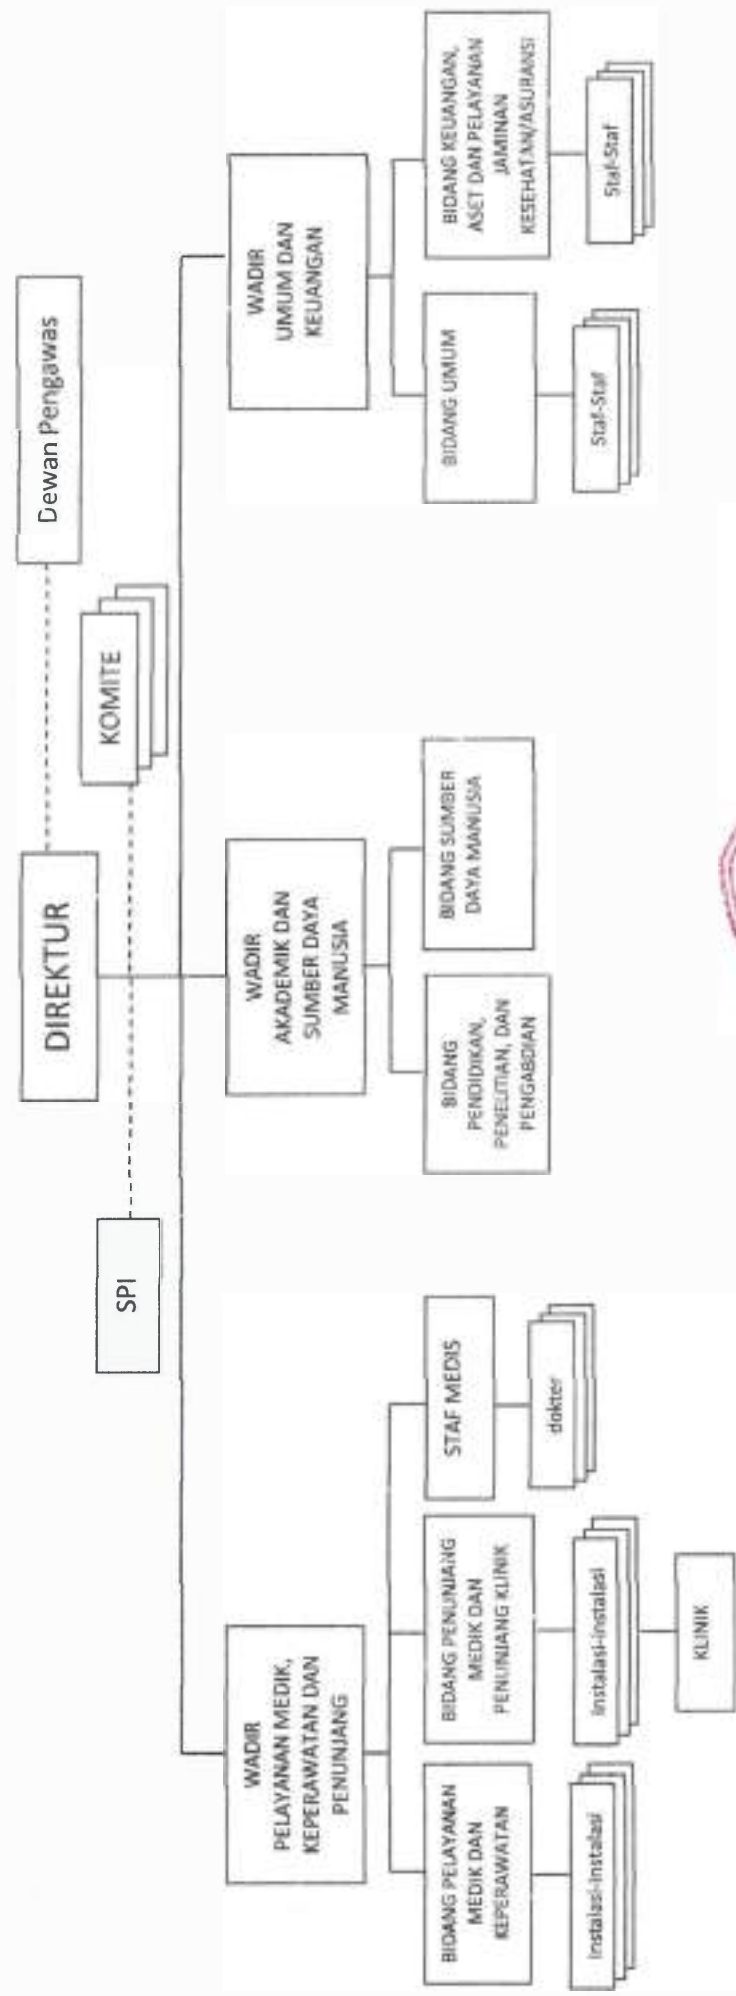 DIREKTUR
Dewan Pengawas
SPI
KOMITE
WADIR
PELAYANAN MEDIK,
KEPERAWATAN DAN
PENUNJANG
WADIR
AKADEMIK DAN
SUMBER DAYA
MANUSIA
WADIR
UMUM DAN
KEUANGAN
BIDANG PELAYANAN
MEDIK DAN
KEPERAWATAN
BIDANG PENUNJANG
MEDIK DAN
PENUNJANG KLINIK
STAF MEDIS
BIDANG
PENDIDIKAN,
PENELITIAN, DAN
PENGABDIAN
BIDANG SUMBER
DAYA MANUSIA
BIDANG UMUM
BIDANG KEUANGAN,
ASET DAN PELAYANAN
JAMINAN
KESEHATAN/ASURANSI
Instalasi-instalasi
Instalasi-instalasi
dokter
Staf-Staf
Staf-Staf
KLINIK